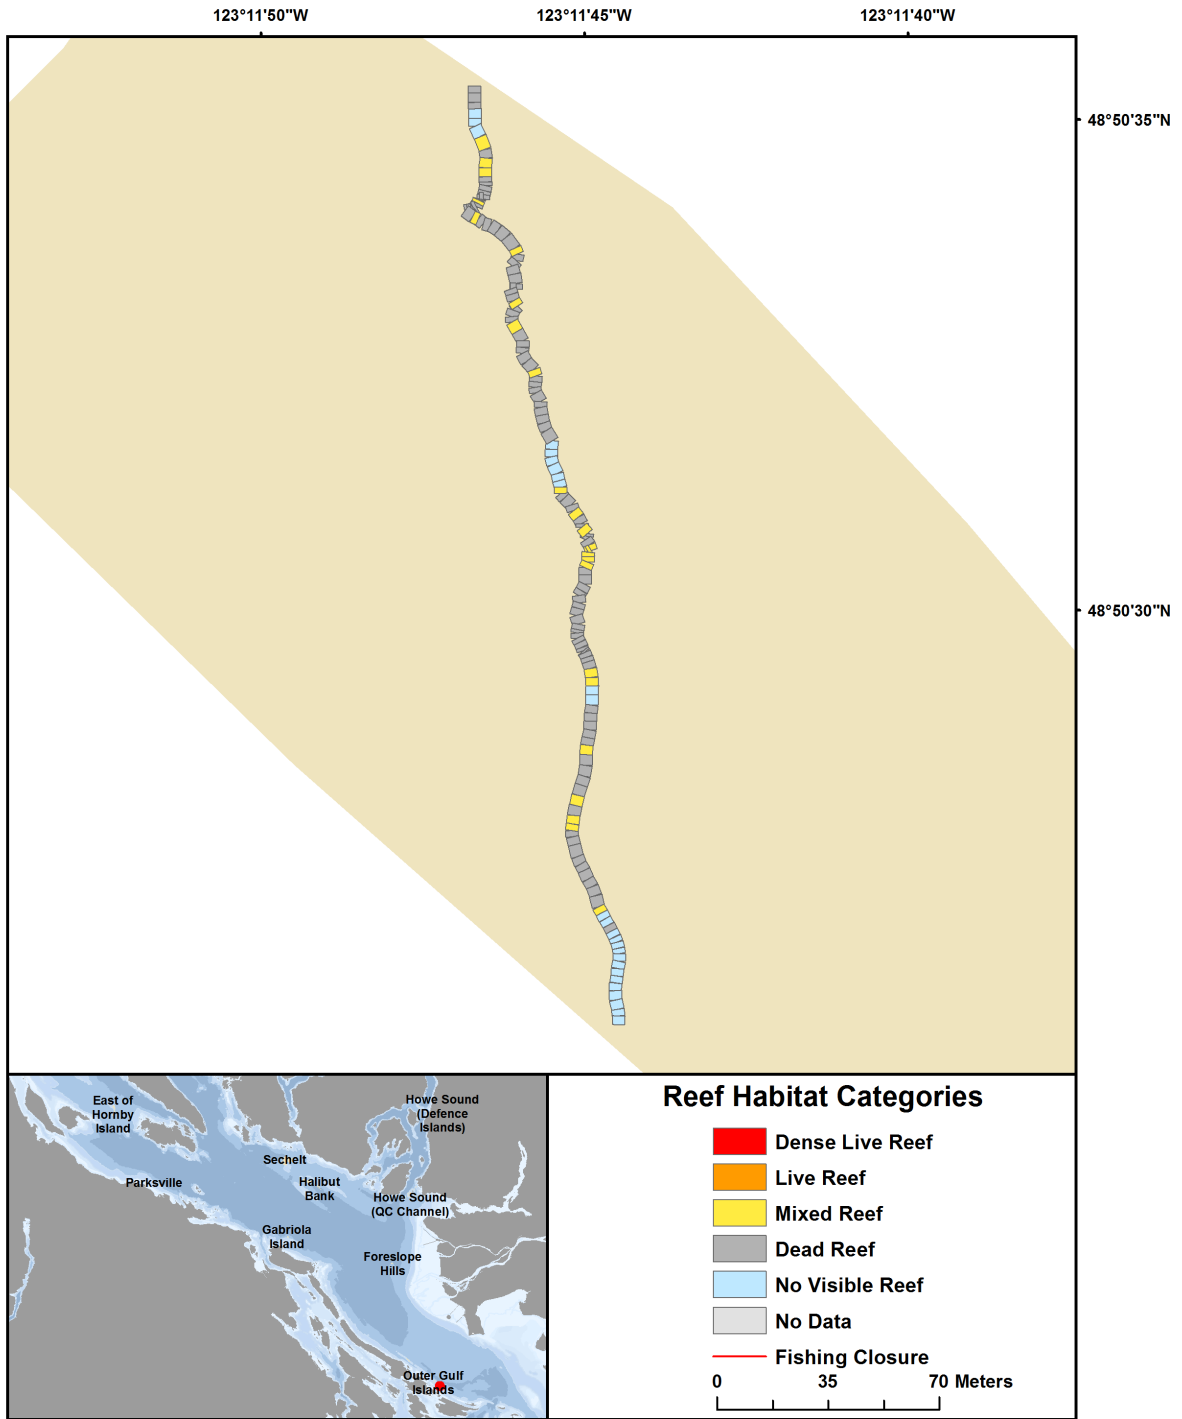 123°11'50"W
123°11'45"W
123°11'40"W
48°50'35"N
48°50'30"N
East of
Hornby
Island
Parksville
Sechelt
Halibut
Bank
Howe Sound
(Defence
Islands)
Howe Sound
(QC Channel)
Gabriola
Island
Foreslope
Hills
Outer Gulf
Islands
Reef Habitat Categories
Dense Live Reef
Live Reef
Mixed Reef
Dead Reef
No Visible Reef
No Data
Fishing Closure
0 35 70 Meters